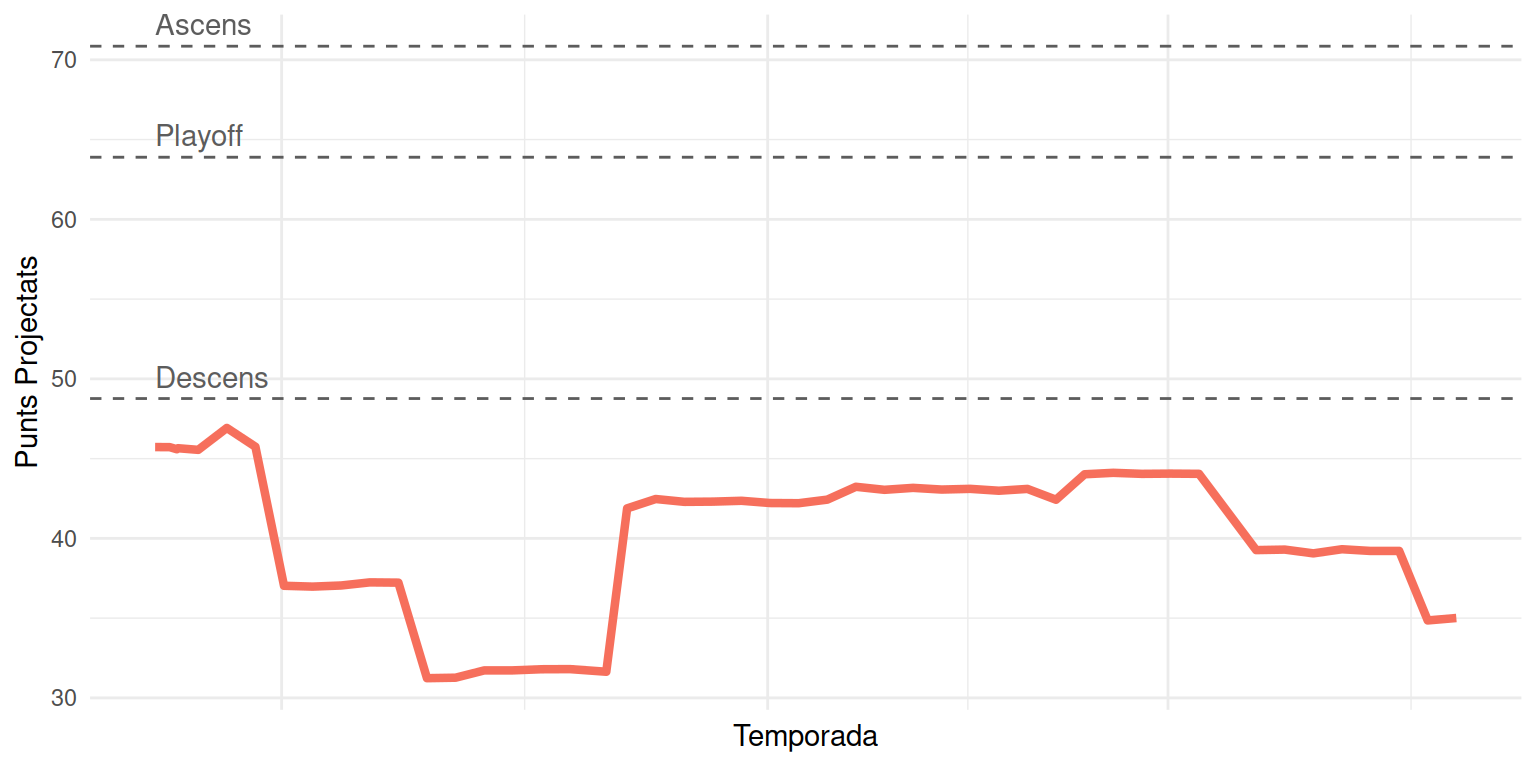 Ascens
70
Playoff
60
Punts Projectats
Descens
50
40
30
Temporada